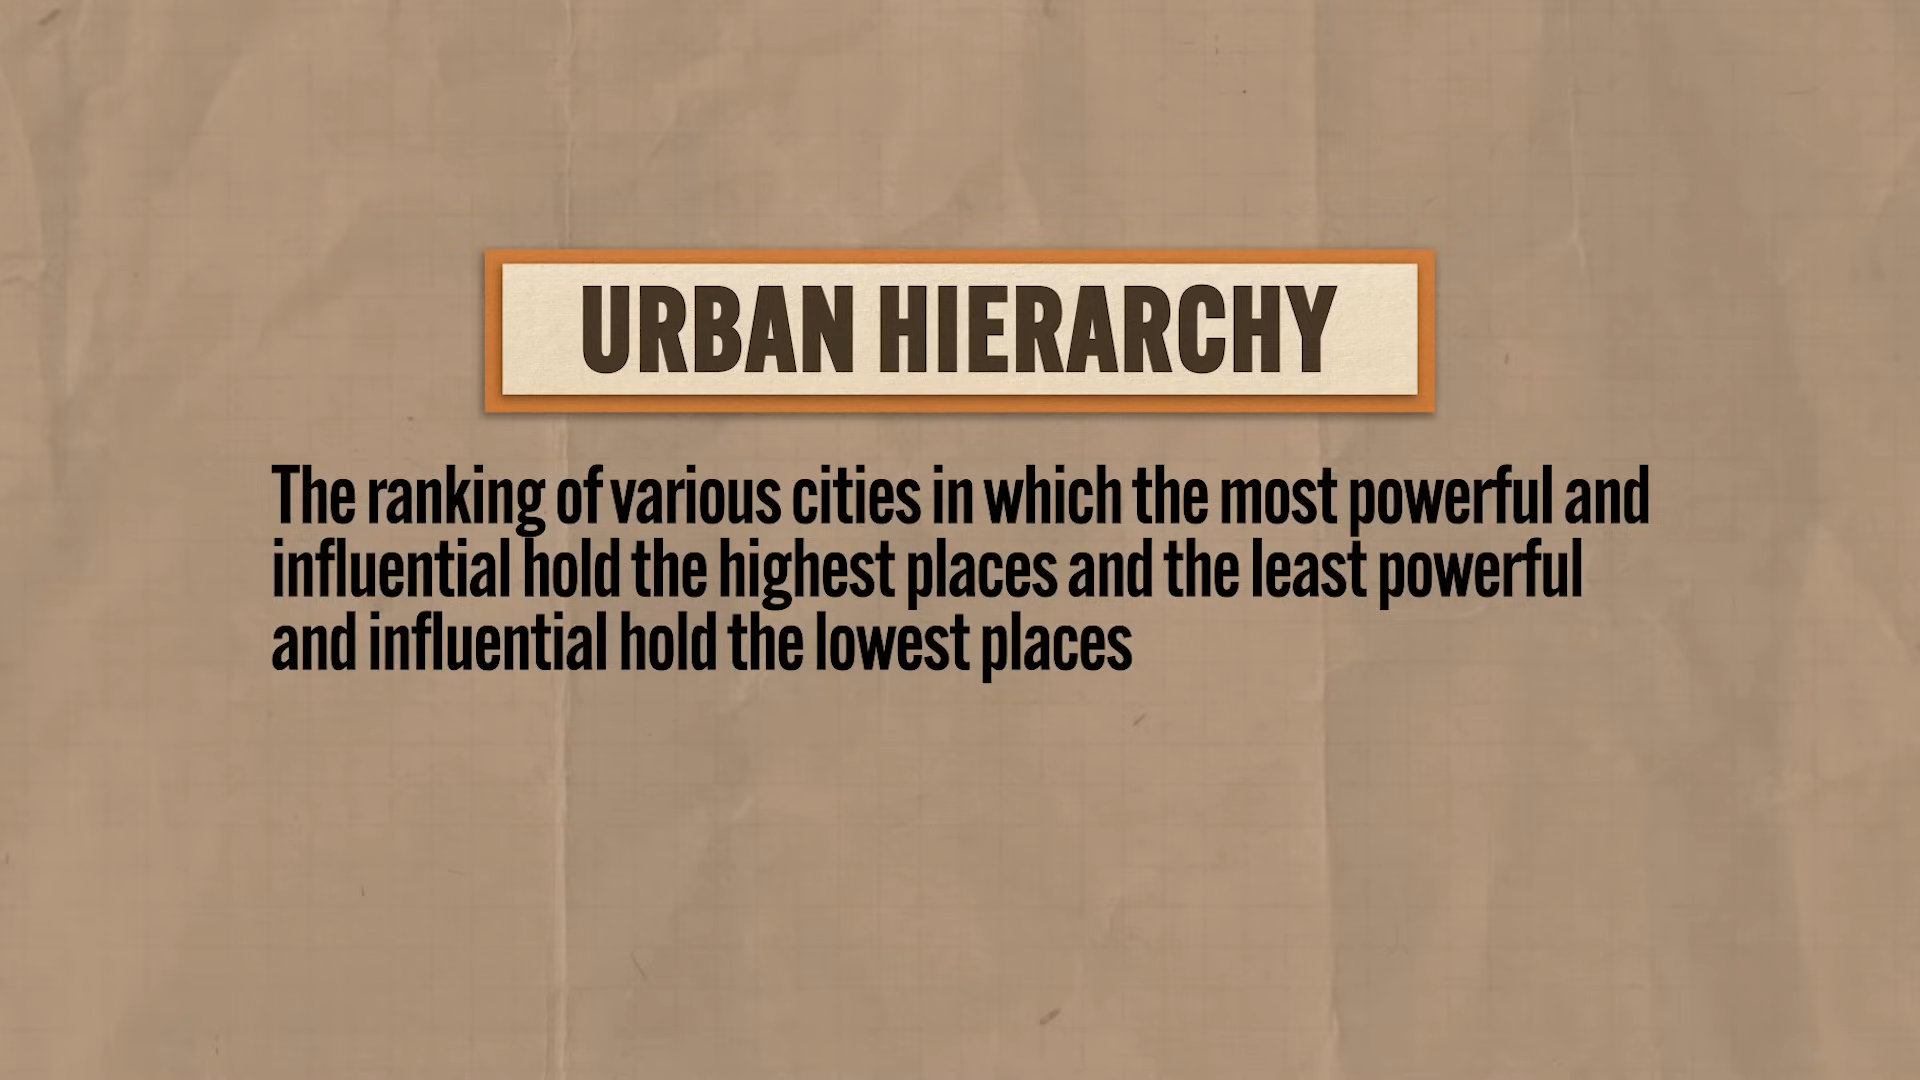 URBAN HIERARCHY
The ranking of various cities in which the most powerful and
influential hold the highest places and the least powerful
and influential hold the lowest places